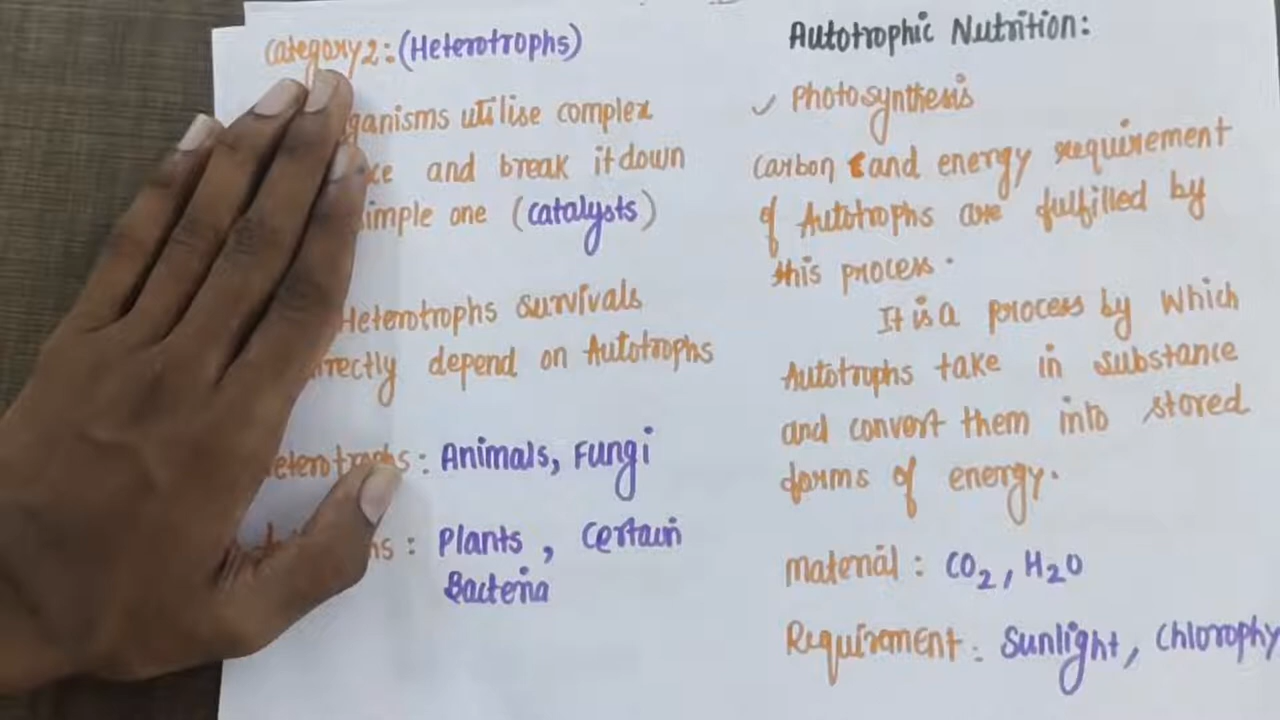 Category 2: (Heterotrophs)
utilise complex
and break it down
one (catalysts)
Heterotrophs survivals
depend on Autotrophs
: Animals, Fungi
: Plants, Certain
Bacteria
Autotrophic Nutrition:
✓ Photosynthesis
Carbon and energy requirement
of Autotrophs are fulfilled by
this process.
It is a process by which
Autotrophs take in substance
and convert them into stored
forms of energy.
Material: CO2, H2O
Requirement: Sunlight, Chlorophy